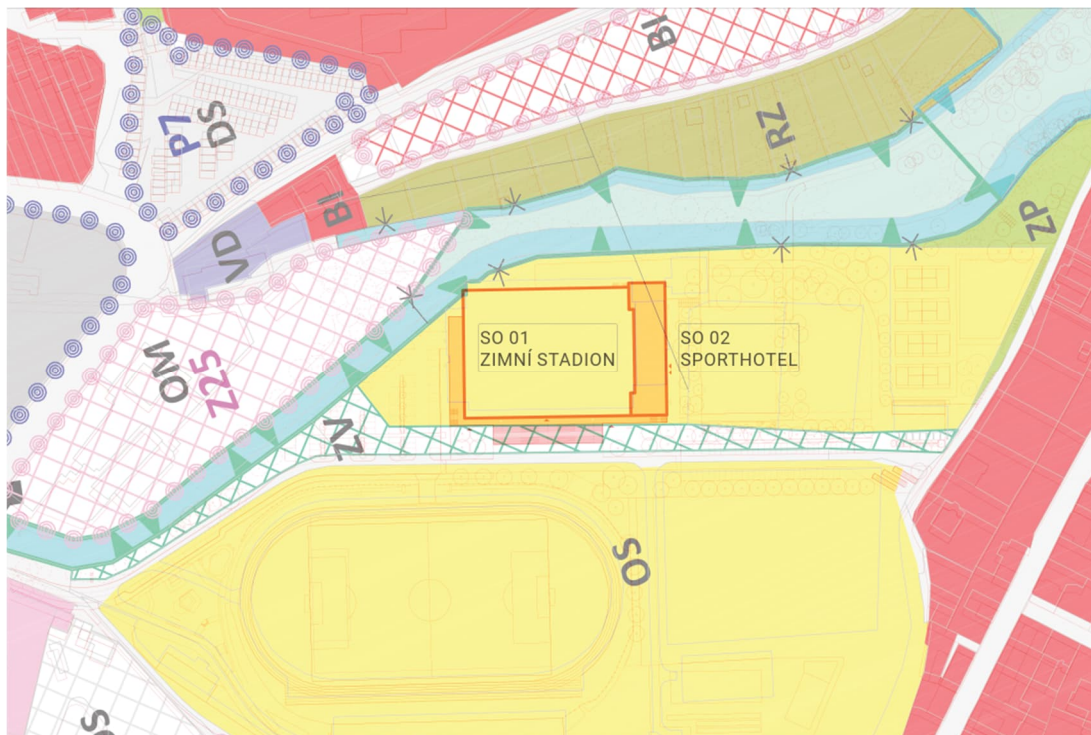 BI
P7
DS
RZ
BI
ZP
VD
SO 01
ZIMNÍ STADION
SO 02
SPORTHOTEL
OM
Z25
ZV
OS